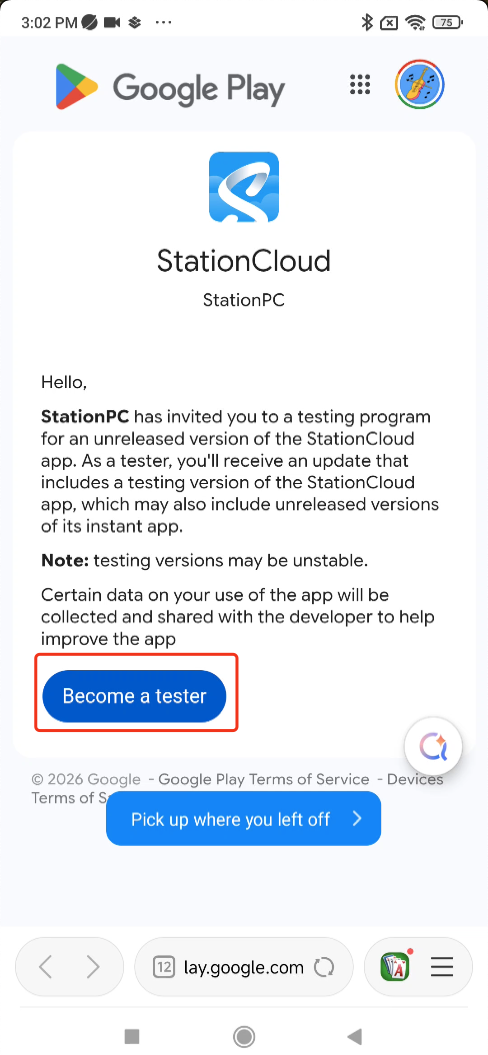 3:02 PM
75
Google Play
StationCloud
StationPC
Hello,
StationPC has invited you to a testing program
for an unreleased version of the StationCloud
app. As a tester, you'll receive an update that
includes a testing version of the StationCloud
app, which may also include unreleased versions
of its instant app.
Note: testing versions may be unstable.
Certain data on your use of the app will be
collected and shared with the developer to help
improve the app
Become a tester
© 2026 Google - Google Play Terms of Service - Devices
Terms of S
Pick up where you left off
12 lay.google.com
A